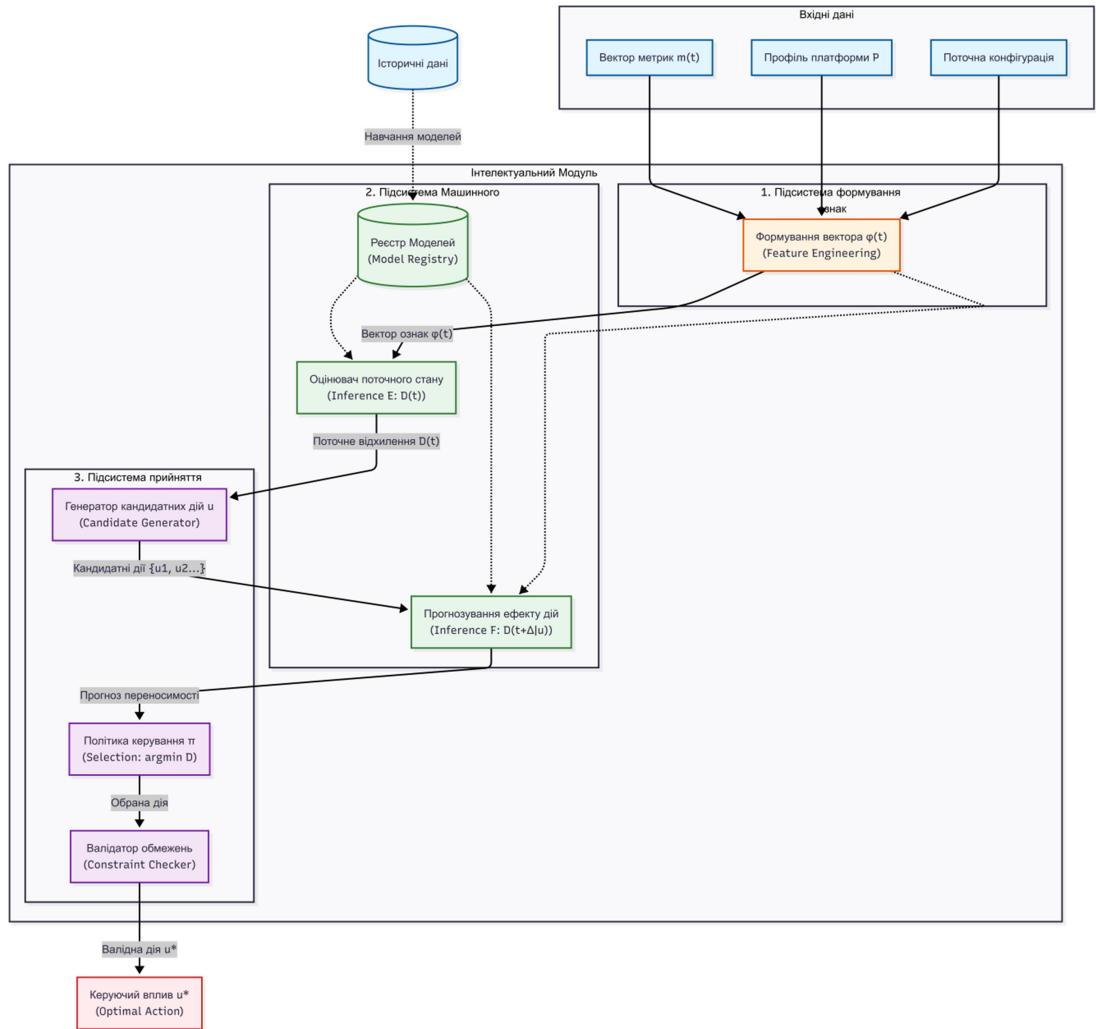 Вхідні дані
Вектор метрик m(t)
Профіль платформи P
Поточна конфігурація
Історичні дані
Навчання моделей
Інтелектуальний Модуль
2. Підсистема Машинного
1. Підсистема формування
ознак
Реєстр Моделей
(Model Registry)
Формування вектора φ(t)
(Feature Engineering)
Вектор ознак φ(t)
Оцінювач поточного стану
(Inference E: D(t))
Поточне відхилення D(t)
3. Підсистема прийняття
Генератор кандидатних дій u
(Candidate Generator)
Кандидатні дії {u1, u2...}
Прогнозування ефекту дій
(Inference F: D(t+Δ|u))
Прогноз переносимості
Політика керування π
(Selection: argmin D)
Обрана дія
Валідатор обмежень
(Constraint Checker)
Валідна дія u*
Керуючий вплив u*
(Optimal Action)